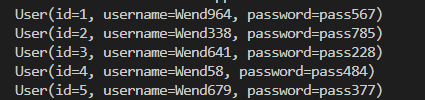 User(id=1, username=Wend964, password=pass567)
User(id=2, username=Wend338, password=pass785)
User(id=3, username=Wend641, password=pass228)
User(id=4, username=Wend58, password=pass484)
User(id=5, username=Wend679, password=pass377)